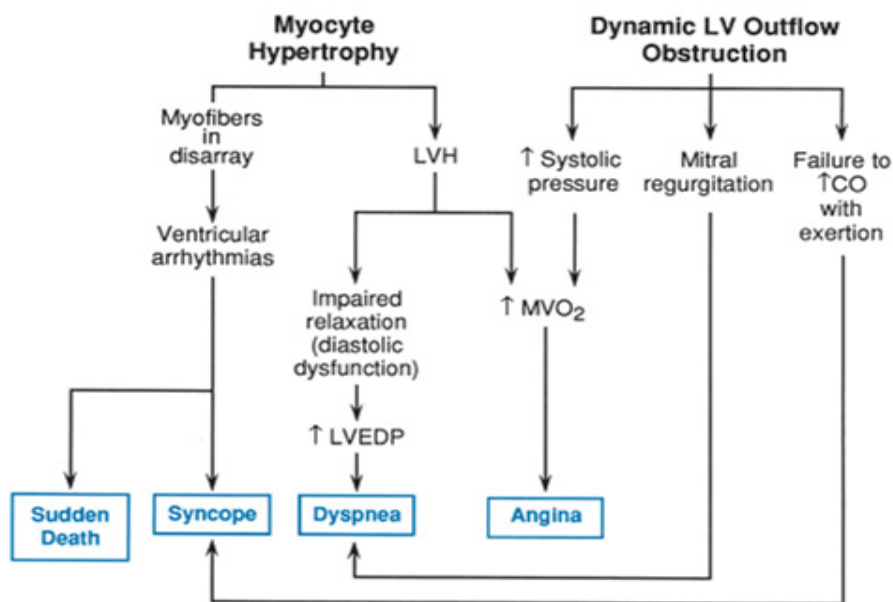 Myocyte
Hypertrophy
Dynamic LV Outflow
Obstruction
Myofibers
in
disarray
LVH
↑ Systolic
pressure
Mitral
regurgitation
Failure to
↑CO
with
exertion
Ventricular
arrhythmias
Impaired
relaxation
(diastolic
dysfunction)
↑ MVO₂
↑ LVEDP
Sudden
Death
Syncope
Dyspnea
Angina